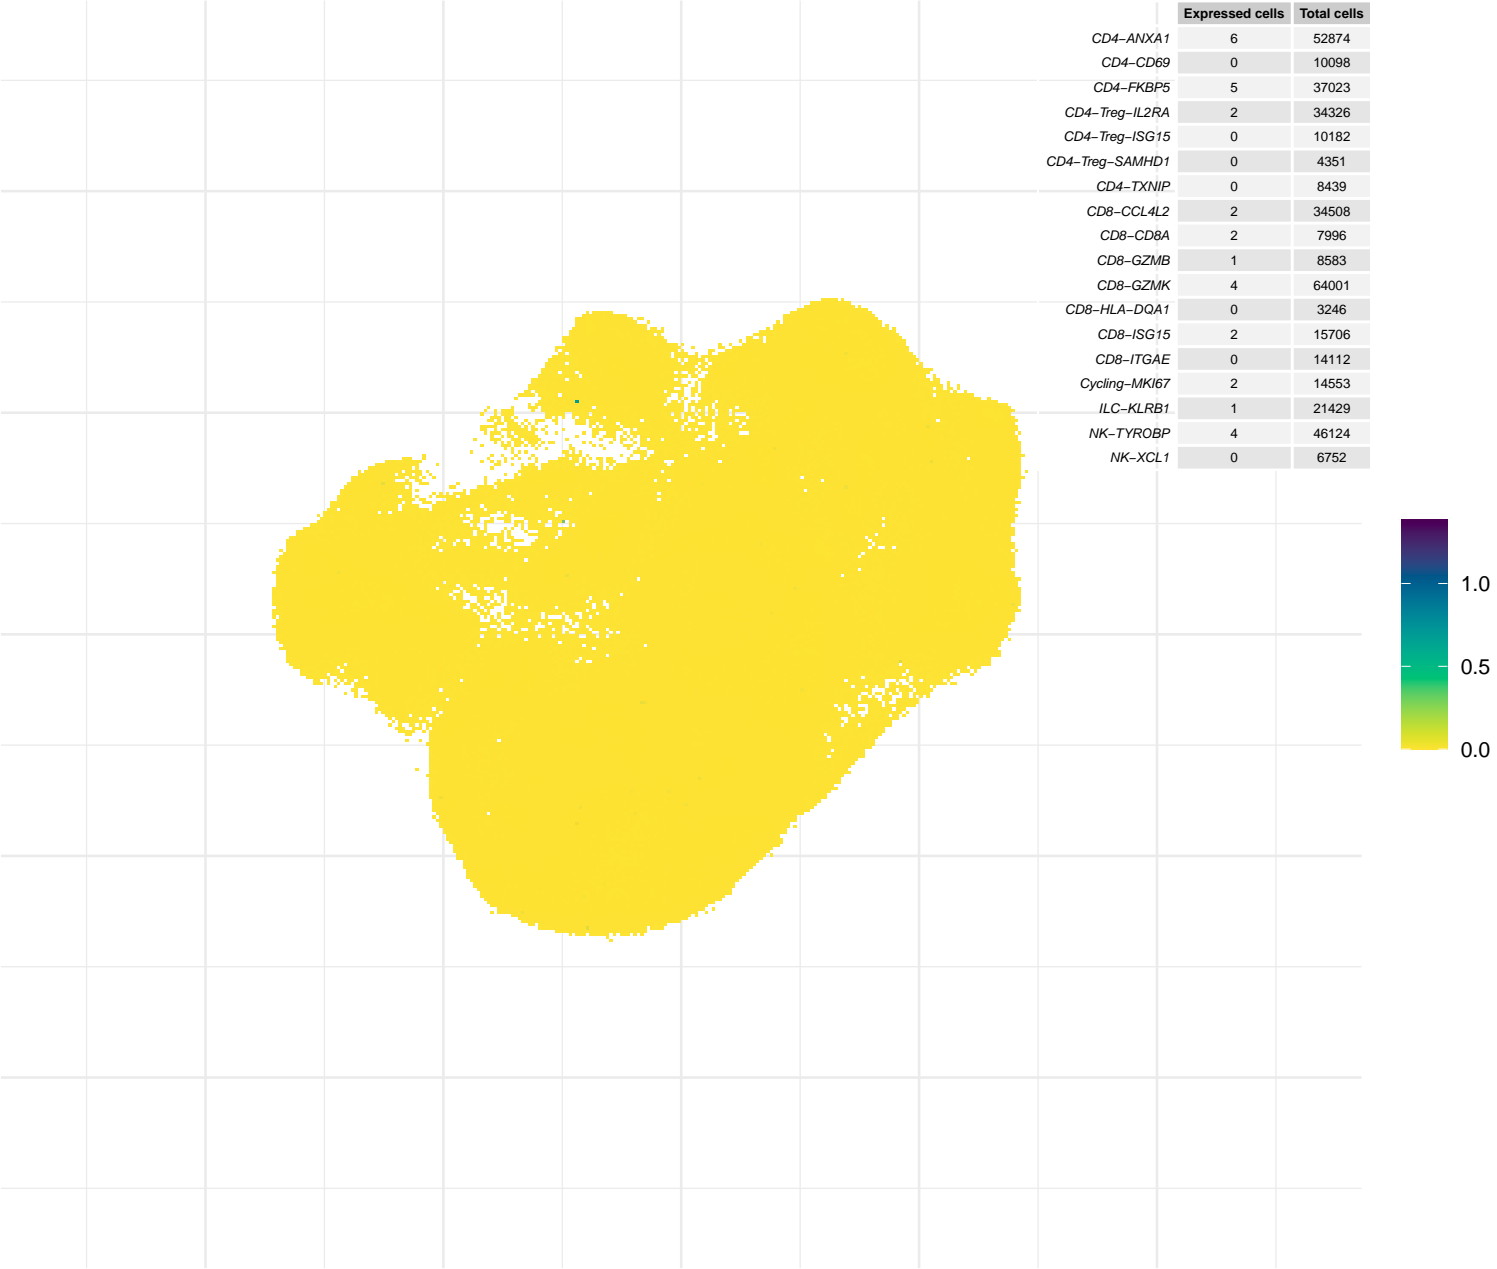 Expressed cells Total cells
CD4−ANXA1 6 52874
CD4−CD69 0 10098
CD4−FKBP5 5 37023
CD4−Treg−IL2RA 2 34326
CD4−Treg−ISG15 0 10182
CD4−Treg−SAMHD1 0 4351
CD4−TXNIP 0 8439
CD8−CCL4L2 2 34508
CD8−CD8A 2 7996
CD8−GZMB 1 8583
CD8−GZMK 4 64001
CD8−HLA−DQA1 0 3246
CD8−ISG15 2 15706
CD8−ITGAE 0 14112
Cycling−MKI67 2 14553
ILC−KLRB1 1 21429
NK−TYROBP 4 46124
NK−XCL1 0 6752
1.0
0.5
0.0